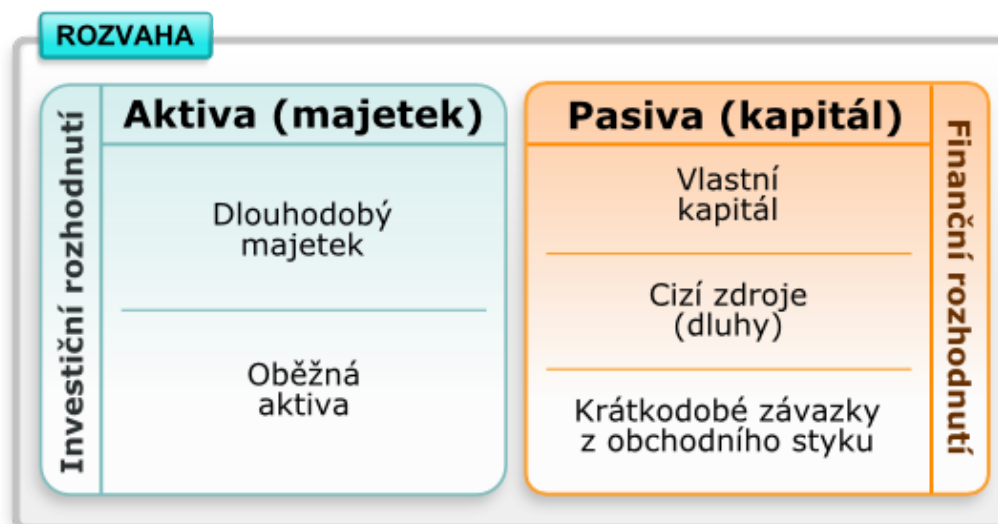 ROZVAHA
Investiční rozhodnutí
Aktiva (majetek)
Dlouhodobý
majetek
Oběžná
aktiva
Pasiva (kapitál)
Vlastní
kapitál
Cizí zdroje
(dluhy)
Krátkodobé závazky
z obchodního styku
Finanční rozhodnutí